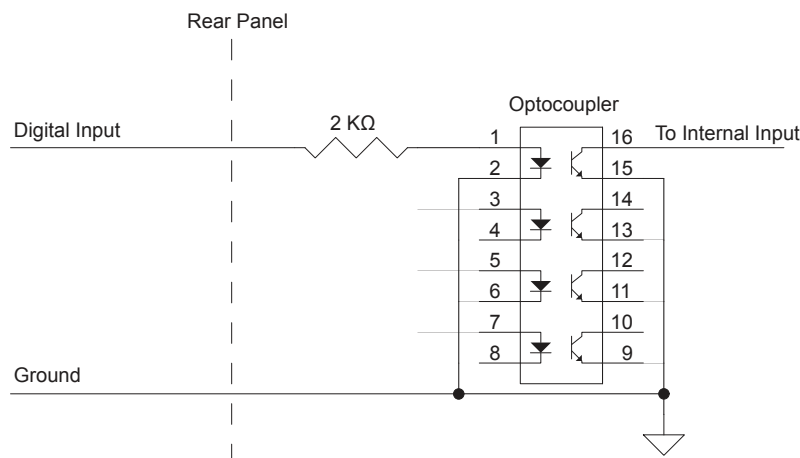 Rear Panel
Optocoupler
2 KΩ
Digital Input
1
16
To Internal Input
2
15
3
14
4
13
5
12
6
11
7
10
8
9
Ground